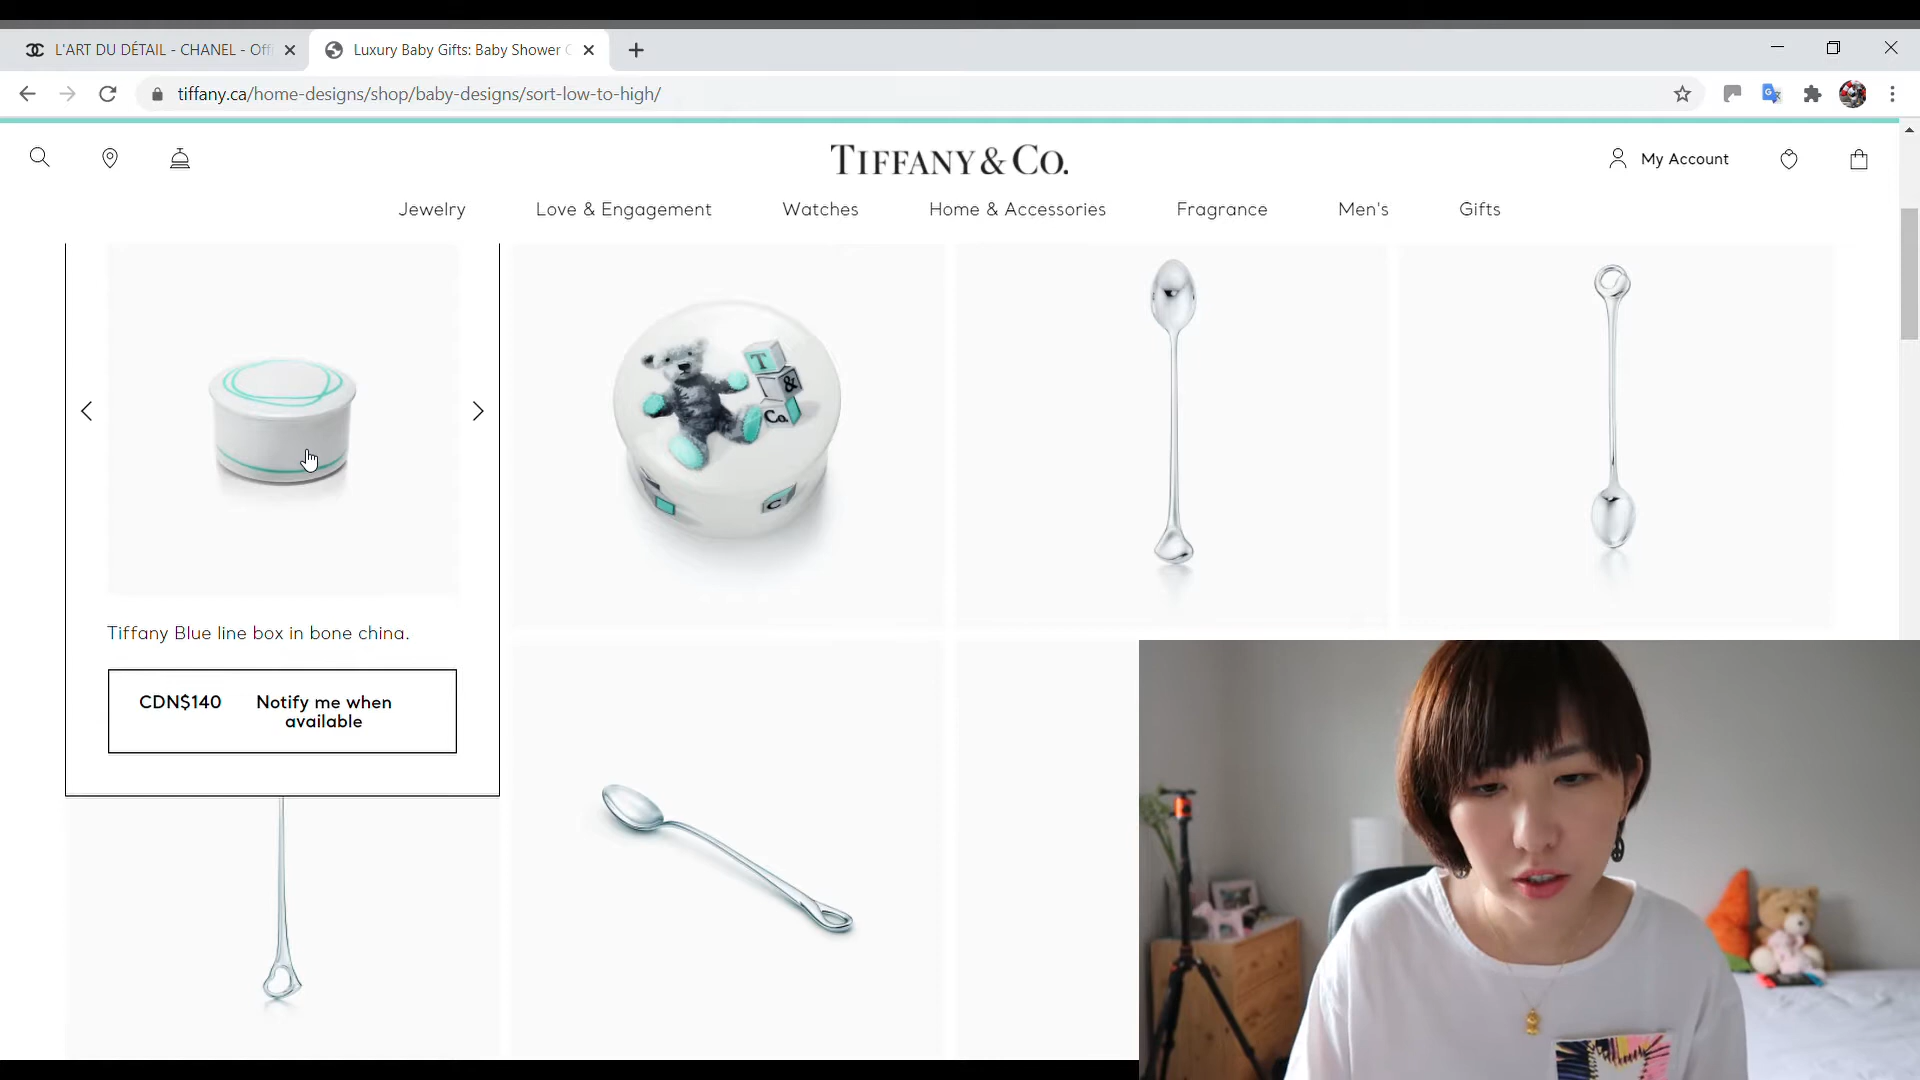 L'ART DU DÉTAIL - CHANEL - Offi
Luxury Baby Gifts: Baby Shower
tiffany.ca/home-designs/shop/baby-designs/sort-low-to-high/
TIFFANY & CO.
My Account
Jewelry
Love & Engagement
Watches
Home & Accessories
Fragrance
Men's
Gifts
T
&
Co.
C
Tiffany Blue line box in bone china.
CDN$140
Notify me when
available